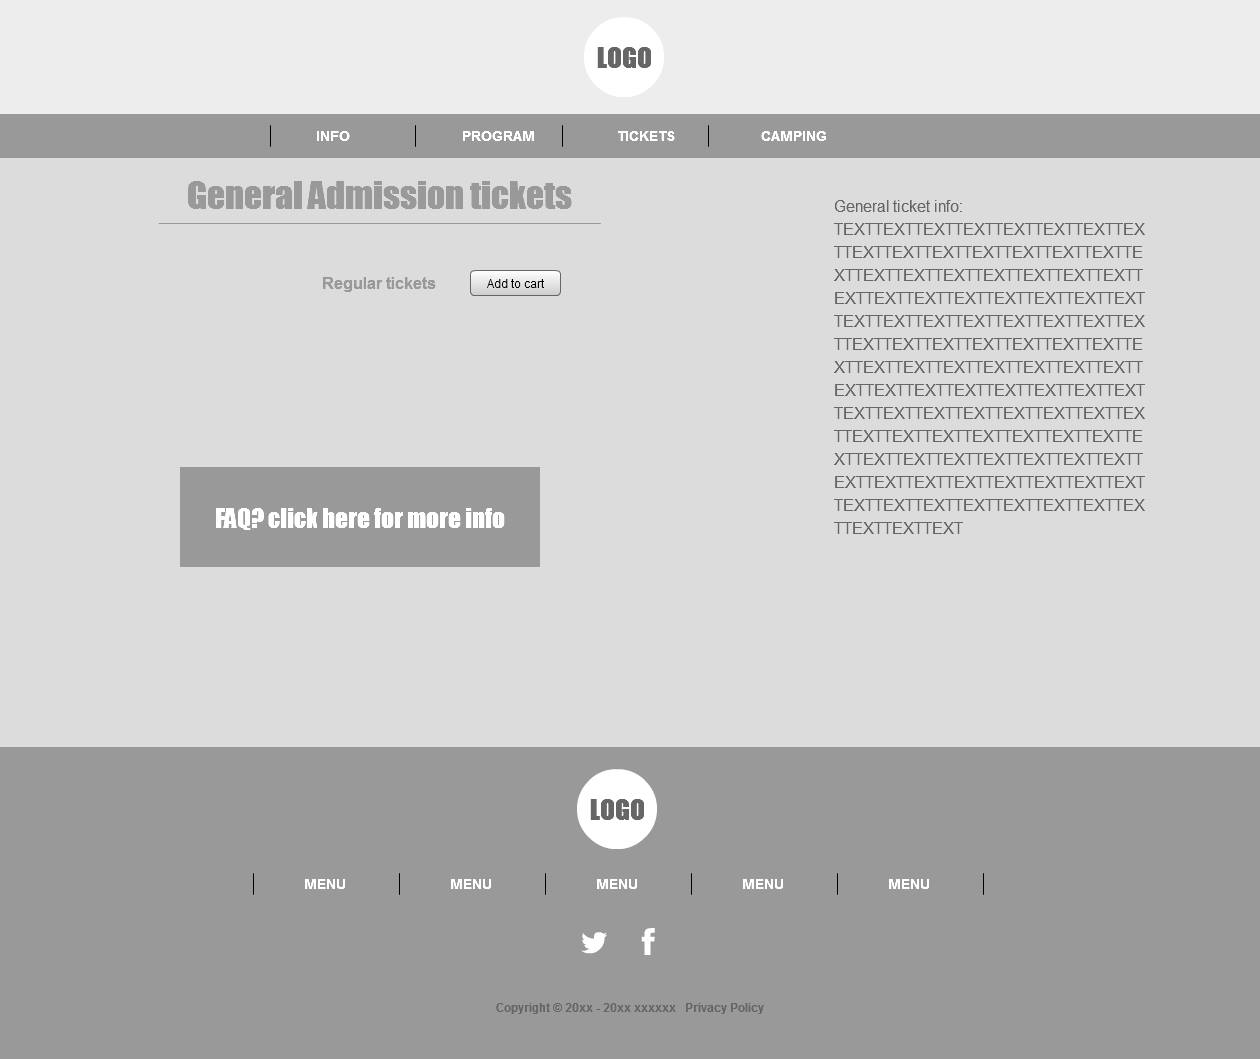 LOGO
INFO PROGRAM TICKETS CAMPING
General Admission tickets
Regular tickets Add to cart
FAQ? click here for more info
General ticket info:
TEXTTEXTTEXTTEXTTEXTTEXTTEXTTEX
TTEXTTEXTTEXTTEXTTEXTTEXTTEXTTE
XTTEXTTEXTTEXTTEXTTEXTTEXTTEXTT
EXTTEXTTEXTTEXTTEXTTEXTTEXTTEXT
TEXTTEXTTEXTTEXTTEXTTEXTTEXTTEX
TTEXTTEXTTEXTTEXTTEXTTEXTTEXTTE
XTTEXTTEXTTEXTTEXTTEXTTEXTTEXTT
EXTTEXTTEXTTEXTTEXTTEXTTEXTTEXT
TEXTTEXTTEXTTEXTTEXTTEXTTEXTTEX
TTEXTTEXTTEXTTEXTTEXTTEXTTEXTTE
XTTEXTTEXTTEXTTEXTTEXTTEXTTEXTT
EXTTEXTTEXTTEXTTEXTTEXTTEXTTEXT
TEXTTEXTTEXTTEXTTEXTTEXTTEXTTEX
TTEXTTEXTTEXT
LOGO
MENU MENU MENU MENU MENU
Copyright © 20xx - 20xx xxxxxx Privacy Policy